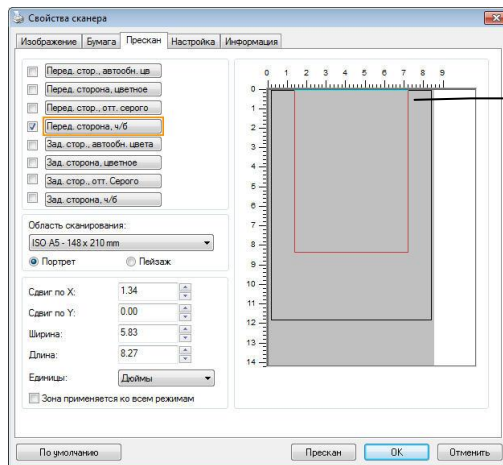 Свойства сканера
Изображение Бумага Прескан Настройка Информация
Перед. стор., автообн. цв
Перед. сторона, цветное
Перед. стор., отт. серого
Перед. сторона, ч/б
Зад. стор., автообн. цвета
Зад. сторона, цветное
Зад. стор., отт. Серого
Зад. сторона, ч/б
Область сканирования:
ISO A5 - 148 x 210 mm
Портрет Пейзаж
Сдвиг по X: 1.34
Сдвиг по Y: 0.00
Ширина: 5.83
Длина: 8.27
Единицы: Дюймы
Зона применяется ко всем режимам
0 1 2 3 4 5 6 7 8 9
0
1
2
3
4
5
6
7
8
9
10
11
12
13
14
По умолчанию Прескан OK Отменить